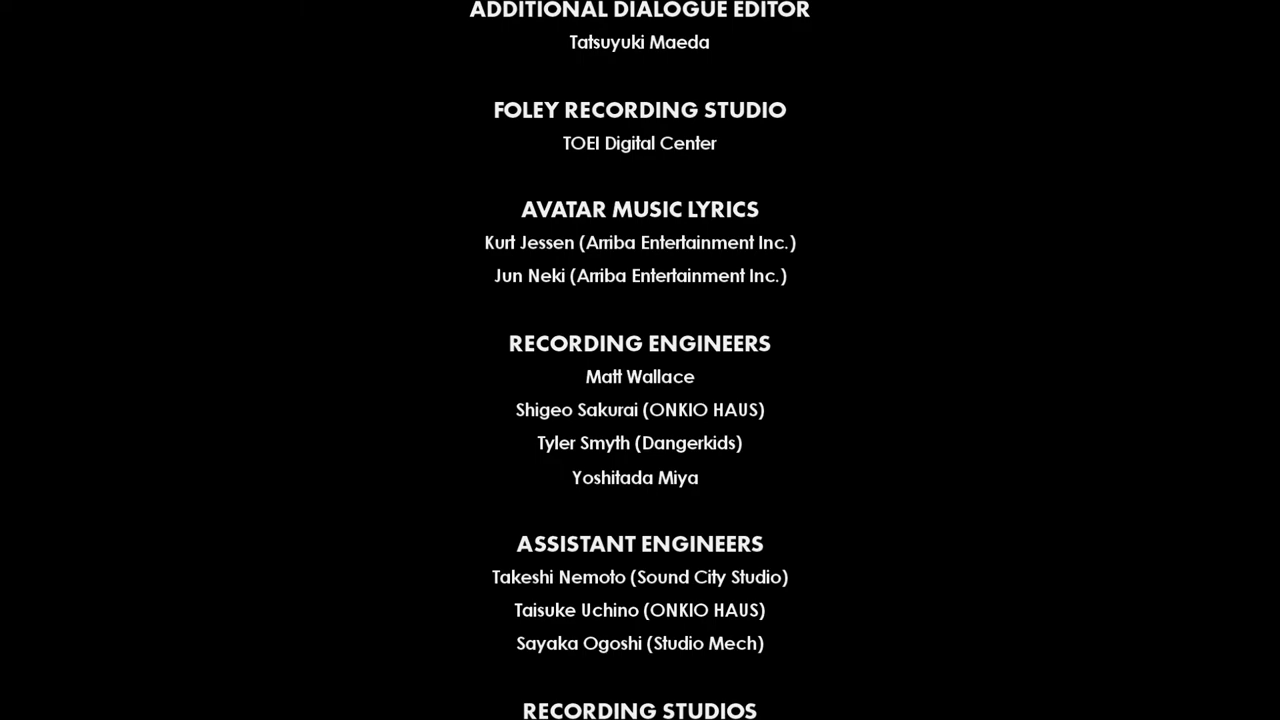 ADDITIONAL DIALOGUE EDITOR
Tatsuyuki Maeda
FOLEY RECORDING STUDIO
TOEI Digital Center
AVATAR MUSIC LYRICS
Kurt Jessen (Arriba Entertainment Inc.)
Jun Neki (Arriba Entertainment Inc.)
RECORDING ENGINEERS
Matt Wallace
Shigeo Sakurai (ONKIO HAUS)
Tyler Smyth (Dangerkids)
Yoshitada Miya
ASSISTANT ENGINEERS
Takeshi Nemoto (Sound City Studio)
Taisuke Uchino (ONKIO HAUS)
Sayaka Ogoshi (Studio Mech)
RECORDING STUDIOS